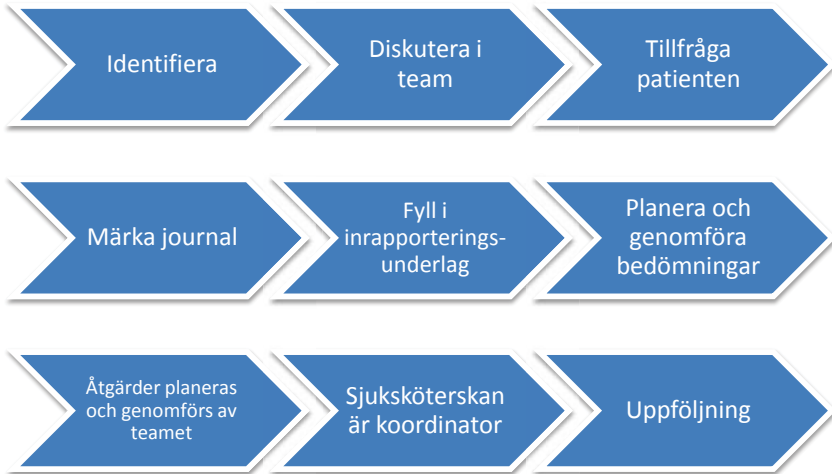 Identifiera
Diskutera i
team
Tillfråga
patienten
Märka journal
Fyll i
inrapporterings-
underlag
Planera och
genomföra
bedömningar
Åtgärder planeras
och genomförs av
teamet
Sjuksköterskan
är koordinator
Uppföljning